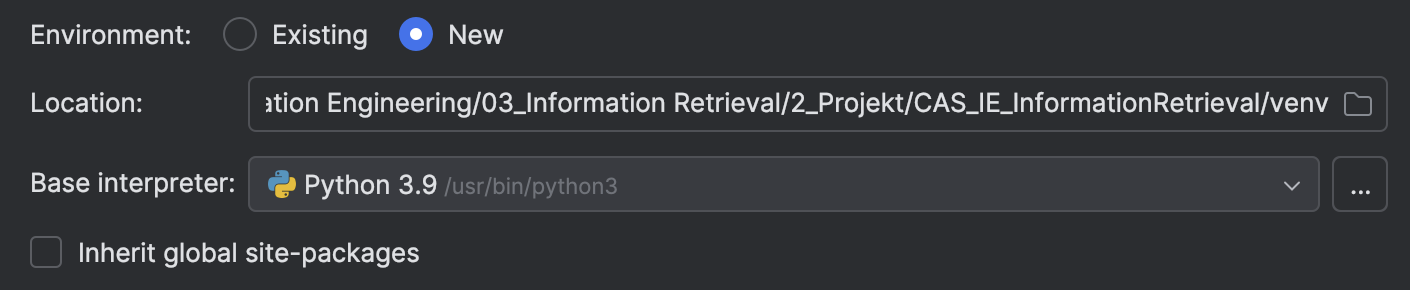 Environment: Existing New
Location: ation Engineering/03_Information Retrieval/2_Projekt/CAS_IE_InformationRetrieval/venv
Base interpreter: Python 3.9 /usr/bin/python3 ...
Inherit global site-packages